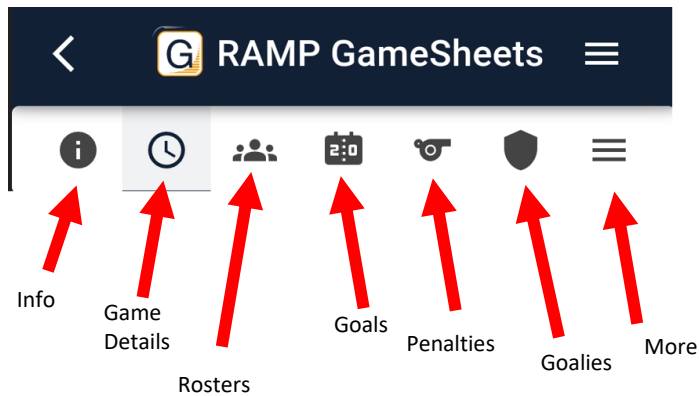 G RAMP GameSheets
i
2:0
Info
Game
Details
Rosters
Goals
Penalties
Goalies
More